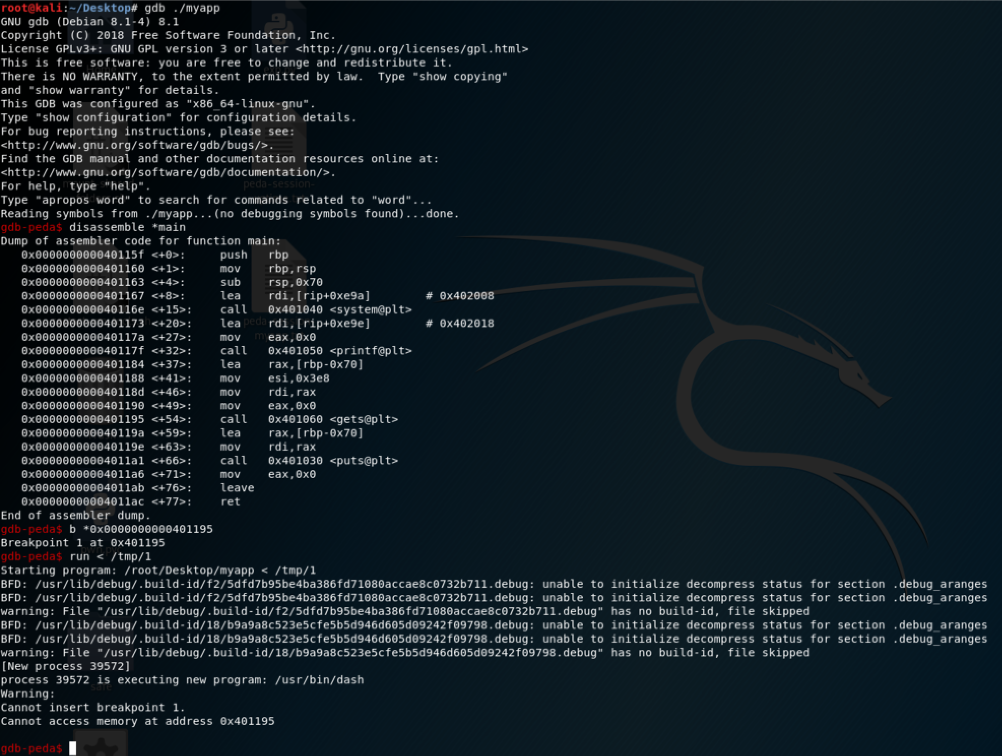 root@kali:~/Desktop# gdb ./myapp
GNU gdb (Debian 8.1-4) 8.1
Copyright (C) 2018 Free Software Foundation, Inc.
License GPLv3+: GNU GPL version 3 or later <http://gnu.org/licenses/gpl.html>
This is free software: you are free to change and redistribute it.
There is NO WARRANTY, to the extent permitted by law.  Type "show copying"
and "show warranty" for details.
This GDB was configured as "x86_64-linux-gnu".
Type "show configuration" for configuration details.
For bug reporting instructions, please see:
<http://www.gnu.org/software/gdb/bugs/>.
Find the GDB manual and other documentation resources online at:
<http://www.gnu.org/software/gdb/documentation/>.
For help, type "help".
Type "apropos word" to search for commands related to "word"...
Reading symbols from ./myapp...(no debugging symbols found)...done.
gdb-peda$ disassemble *main
Dump of assembler code for function main:
   0x000000000040115f <+0>:     push   rbp
   0x0000000000401160 <+1>:     mov    rbp,rsp
   0x0000000000401163 <+4>:     sub    rsp,0x70
   0x0000000000401167 <+8>:     lea    rdi,[rip+0xe9a]        # 0x402008
   0x000000000040116e <+15>:    call   0x401040 <system@plt>
   0x0000000000401173 <+20>:    lea    rdi,[rip+0xe9e]        # 0x402018
   0x000000000040117a <+27>:    mov    eax,0x0
   0x000000000040117f <+32>:    call   0x401050 <printf@plt>
   0x0000000000401184 <+37>:    lea    rax,[rbp-0x70]
   0x0000000000401188 <+41>:    mov    esi,0x3e8
   0x000000000040118d <+46>:    mov    rdi,rax
   0x0000000000401190 <+49>:    mov    eax,0x0
   0x0000000000401195 <+54>:    call   0x401060 <gets@plt>
   0x000000000040119a <+59>:    lea    rax,[rbp-0x70]
   0x000000000040119e <+63>:    mov    rdi,rax
   0x00000000004011a1 <+66>:    call   0x401030 <puts@plt>
   0x00000000004011a6 <+71>:    mov    eax,0x0
   0x00000000004011ab <+76>:    leave
   0x00000000004011ac <+77>:    ret
End of assembler dump.
gdb-peda$ b *0x0000000000401195
Breakpoint 1 at 0x401195
gdb-peda$ run < /tmp/1
Starting program: /root/Desktop/myapp < /tmp/1
BFD: /usr/lib/debug/.build-id/f2/5dfd7b95be4ba386fd71080accae8c0732b711.debug: unable to initialize decompress status for section .debug_aranges
BFD: /usr/lib/debug/.build-id/f2/5dfd7b95be4ba386fd71080accae8c0732b711.debug: unable to initialize decompress status for section .debug_aranges
warning: File "/usr/lib/debug/.build-id/f2/5dfd7b95be4ba386fd71080accae8c0732b711.debug" has no build-id, file skipped
BFD: /usr/lib/debug/.build-id/18/b9a9a8c523e5cfe5b5d946d605d09242f09798.debug: unable to initialize decompress status for section .debug_aranges
BFD: /usr/lib/debug/.build-id/18/b9a9a8c523e5cfe5b5d946d605d09242f09798.debug: unable to initialize decompress status for section .debug_aranges
warning: File "/usr/lib/debug/.build-id/18/b9a9a8c523e5cfe5b5d946d605d09242f09798.debug" has no build-id, file skipped
[New process 39572]
process 39572 is executing new program: /usr/bin/dash
Warning:
Cannot insert breakpoint 1.
Cannot access memory at address 0x401195
gdb-peda$